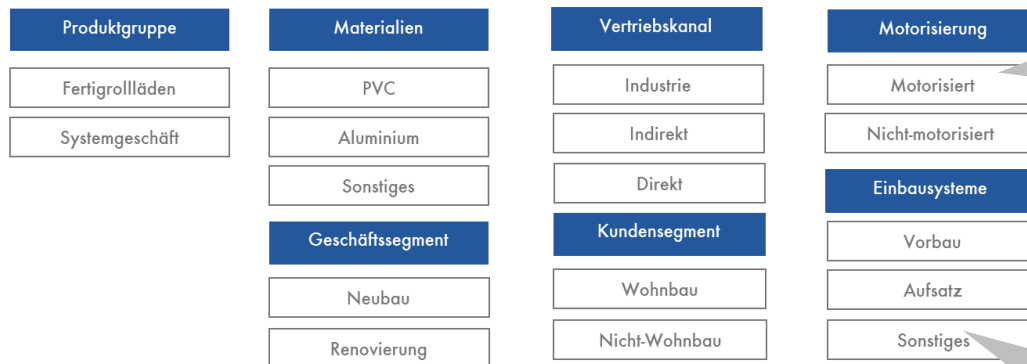 Produktgruppe
Fertigrollläden
Systemgeschäft
Materialien
PVC
Aluminium
Sonstiges
Geschäftssegment
Neubau
Renovierung
Vertriebskanal
Industrie
Indirekt
Direkt
Kundensegment
Wohnbau
Nicht-Wohnbau
Motorisierung
Motorisiert
Nicht-motorisiert
Einbausysteme
Vorbau
Aufsatz
Sonstiges